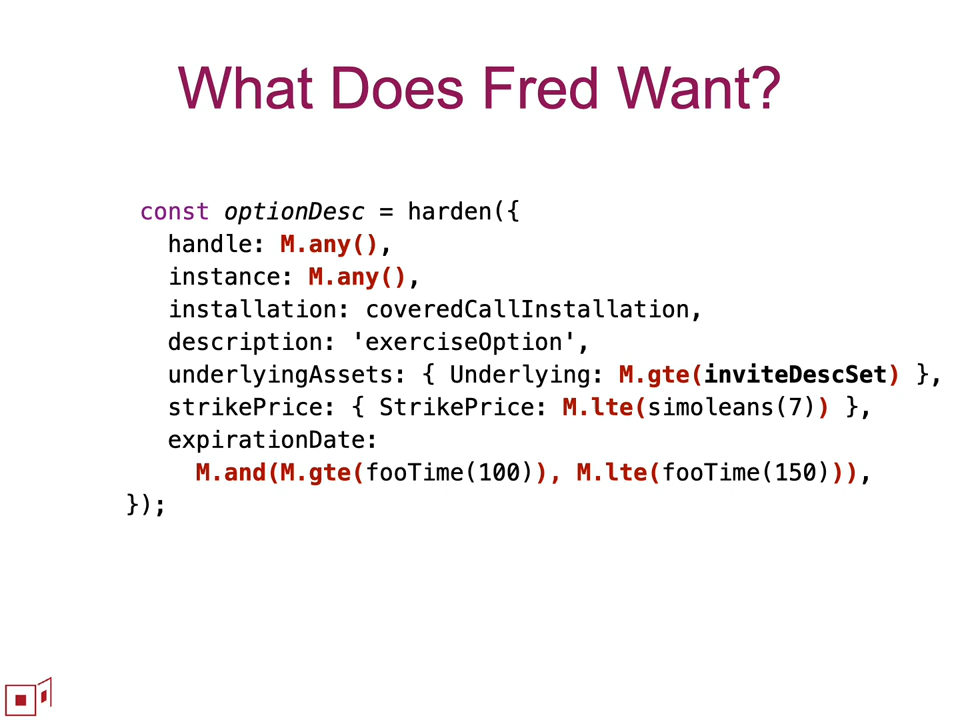 What Does Fred Want?
const optionDesc = harden({
handle: M.any(),
instance: M.any(),
installation: coveredCallInstallation,
description: 'exerciseOption',
underlyingAssets: { Underlying: M.gte(inviteDescSet) },
strikePrice: { StrikePrice: M.lte(simoleans(7)) },
expirationDate:
M.and(M.gte(fooTime(100)), M.lte(fooTime(150))),
});